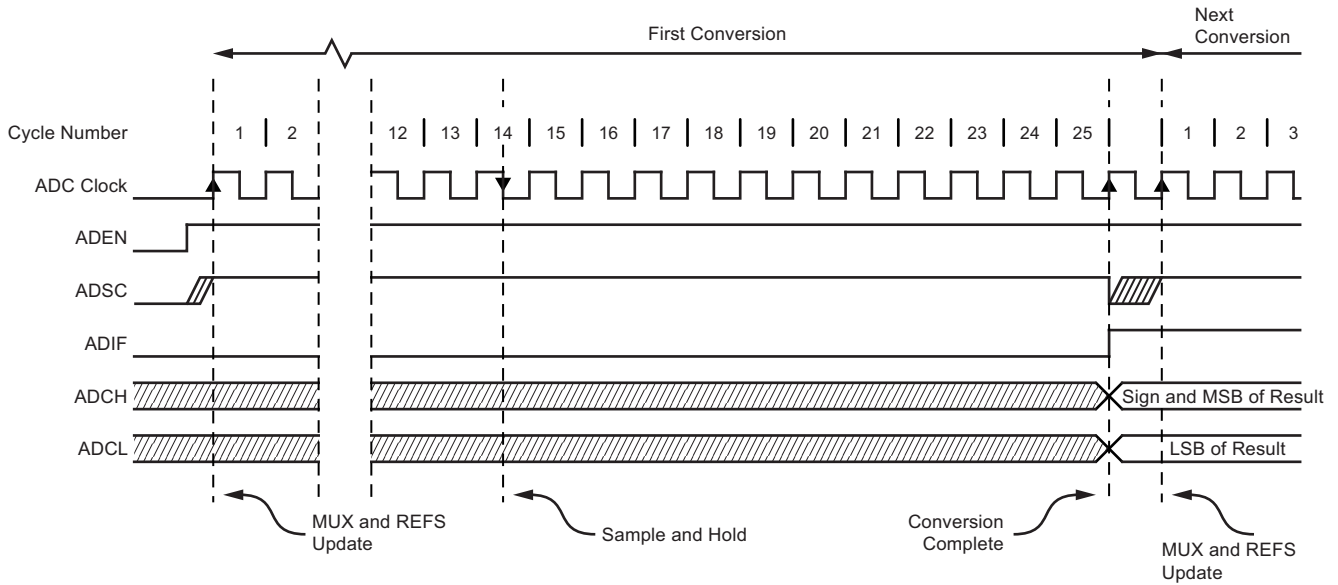 First Conversion
Next
Conversion
Cycle Number 1 2 12 13 14 15 16 17 18 19 20 21 22 23 24 25 1 2 3
ADC Clock
ADEN
ADSC
ADIF
ADCH Sign and MSB of Result
ADCL LSB of Result
MUX and REFS
Update
Sample and Hold
Conversion
Complete
MUX and REFS
Update